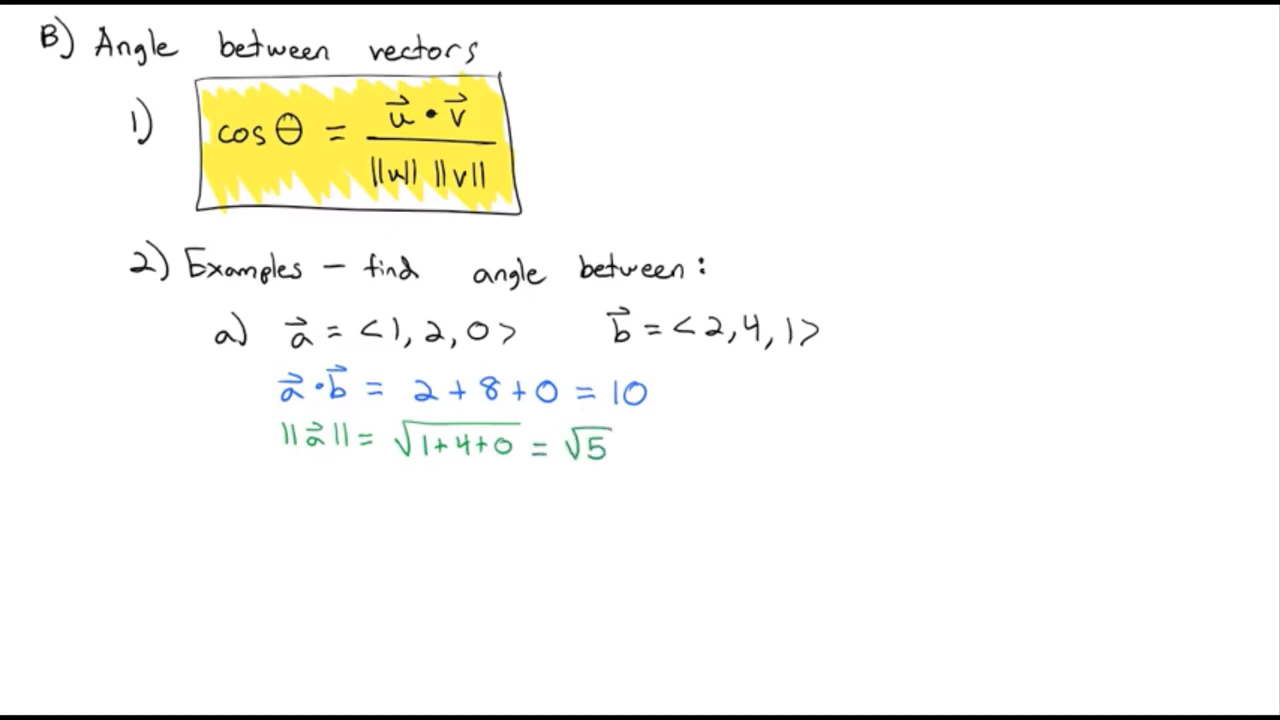 B) Angle between vectors
1) cos θ = u⃗ • v⃗ / ||u|| ||v||
2) Examples – find angle between:
a) a⃗ = <1, 2, 0> b⃗ = <2, 4, 1>
a⃗ • b⃗ = 2 + 8 + 0 = 10
||a⃗|| = √1+4+0 = √5